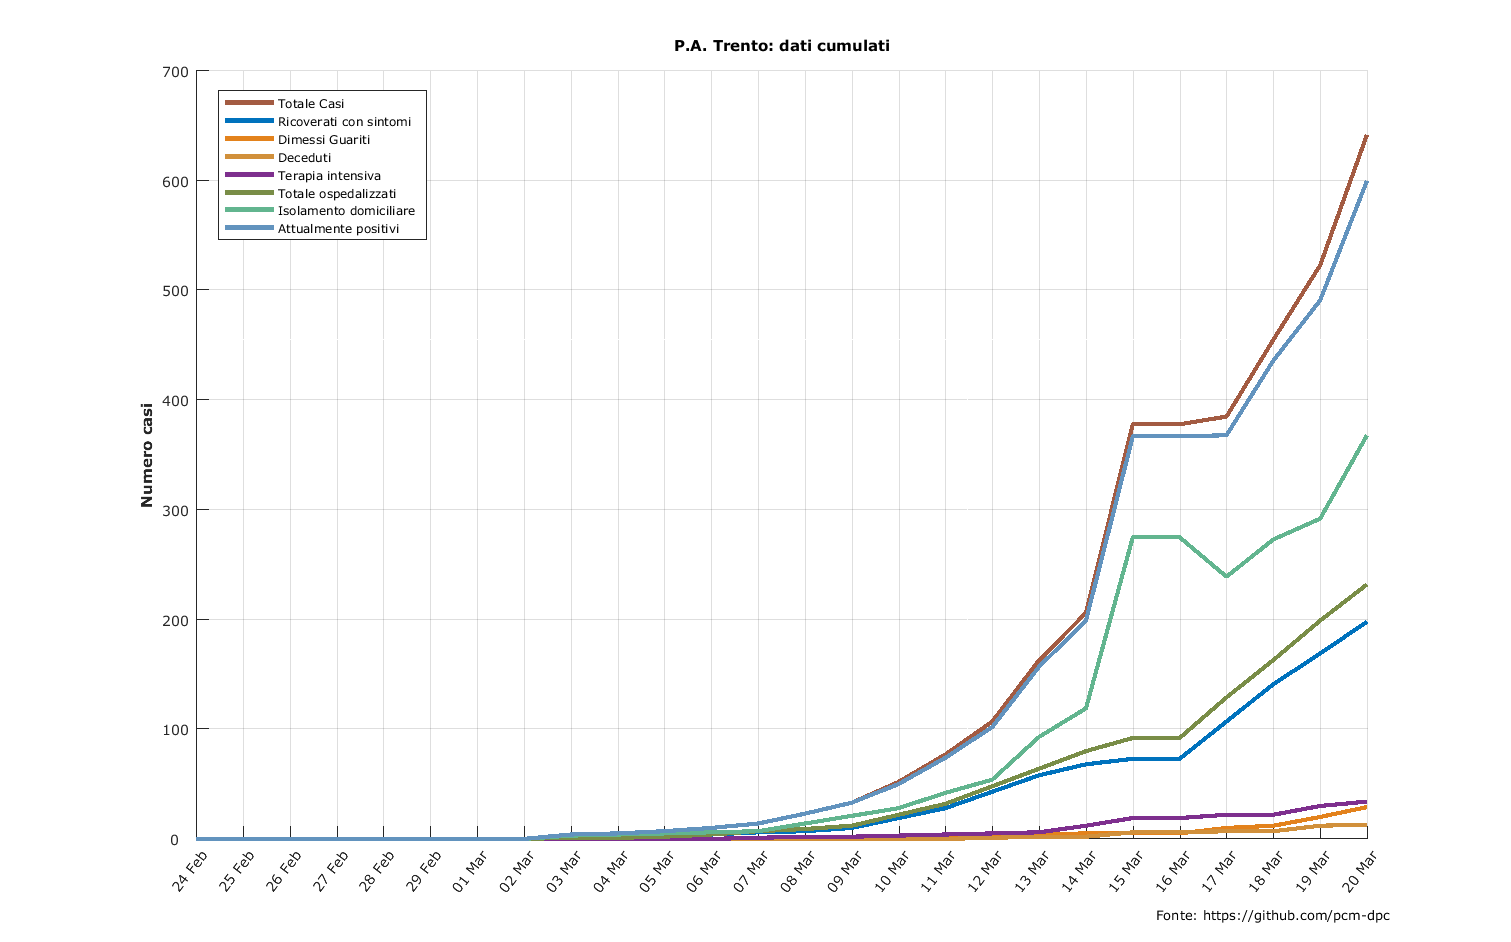 P.A. Trento: dati cumulati
700
600
500
400
300
200
100
0
Numero casi
Totale Casi
Ricoverati con sintomi
Dimessi Guariti
Deceduti
Terapia intensiva
Totale ospedalizzati
Isolamento domiciliare
Attualmente positivi
24 Feb
25 Feb
26 Feb
27 Feb
28 Feb
29 Feb
01 Mar
02 Mar
03 Mar
04 Mar
05 Mar
06 Mar
07 Mar
08 Mar
09 Mar
10 Mar
11 Mar
12 Mar
13 Mar
14 Mar
15 Mar
16 Mar
17 Mar
18 Mar
19 Mar
20 Mar
Fonte: https://github.com/pcm-dpc